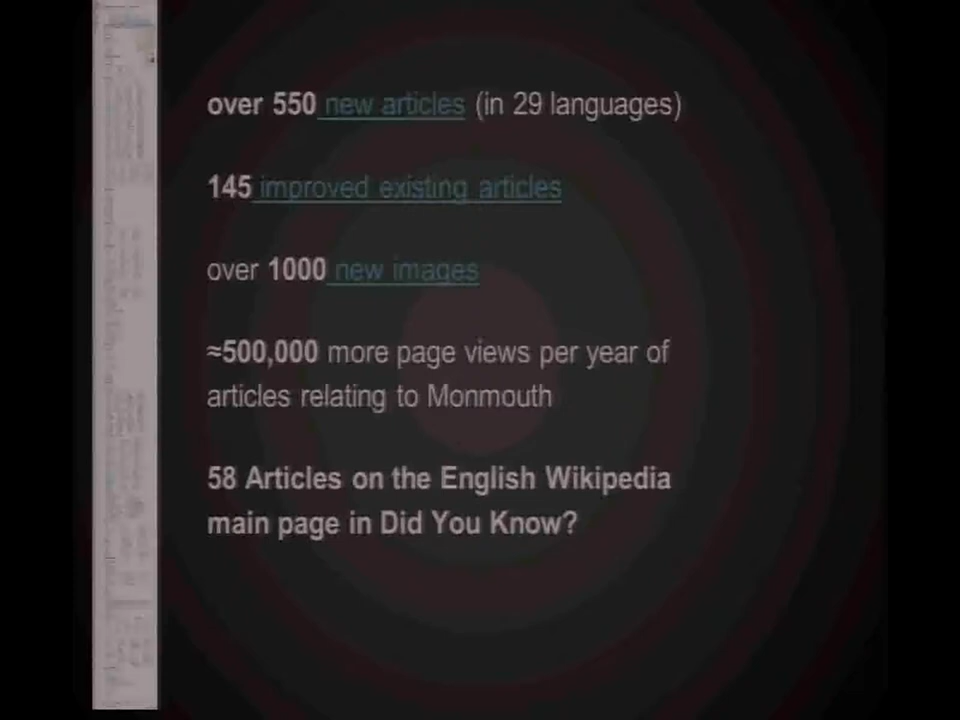 over 550 new articles (in 29 languages)
145 improved existing articles
over 1000 new images
≈500,000 more page views per year of
articles relating to Monmouth
58 Articles on the English Wikipedia
main page in Did You Know?